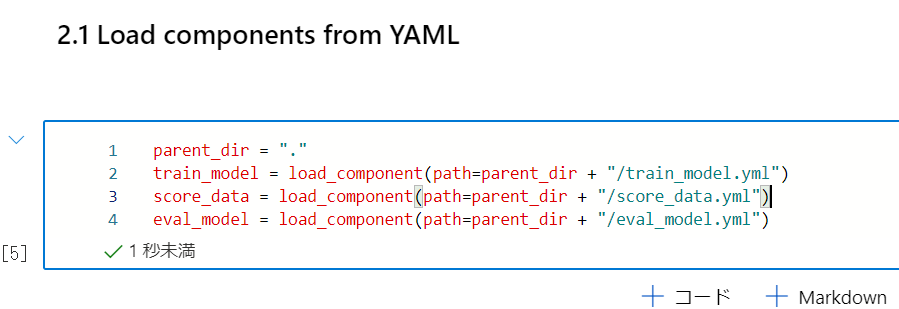 2.1 Load components from YAML
1 parent_dir = "."
2 train_model = load_component(path=parent_dir + "/train_model.yml")
3 score_data = load_component(path=parent_dir + "/score_data.yml")
4 eval_model = load_component(path=parent_dir + "/eval_model.yml")
[5] 1 秒未満
コード Markdown